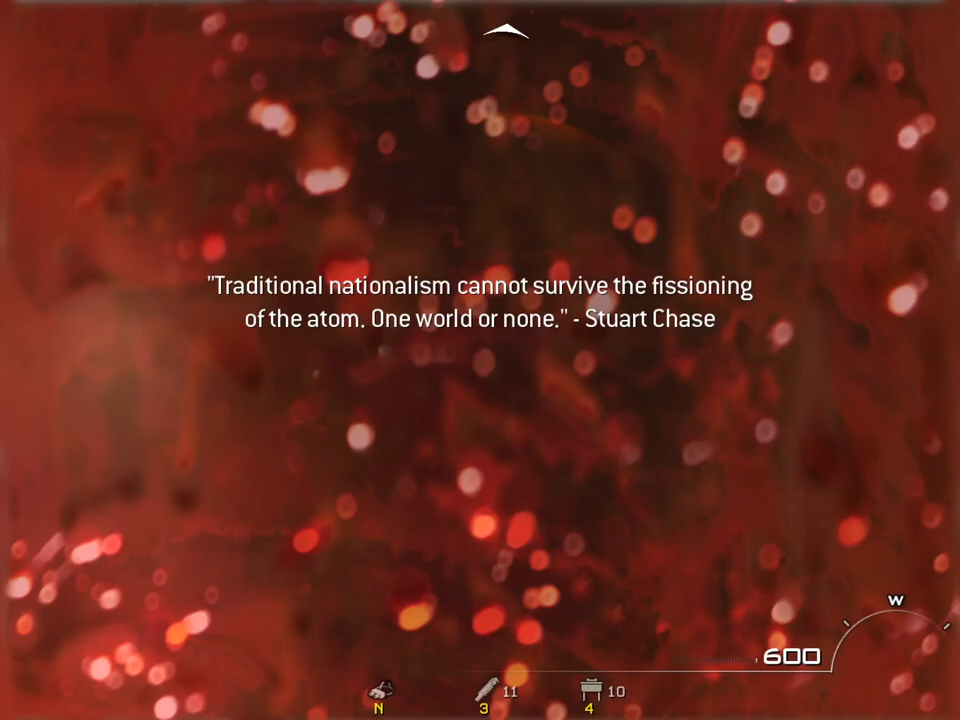 "Traditional nationalism cannot survive the fissioning
of the atom. One world or none." - Stuart Chase
W
600
11
10
N
3
4